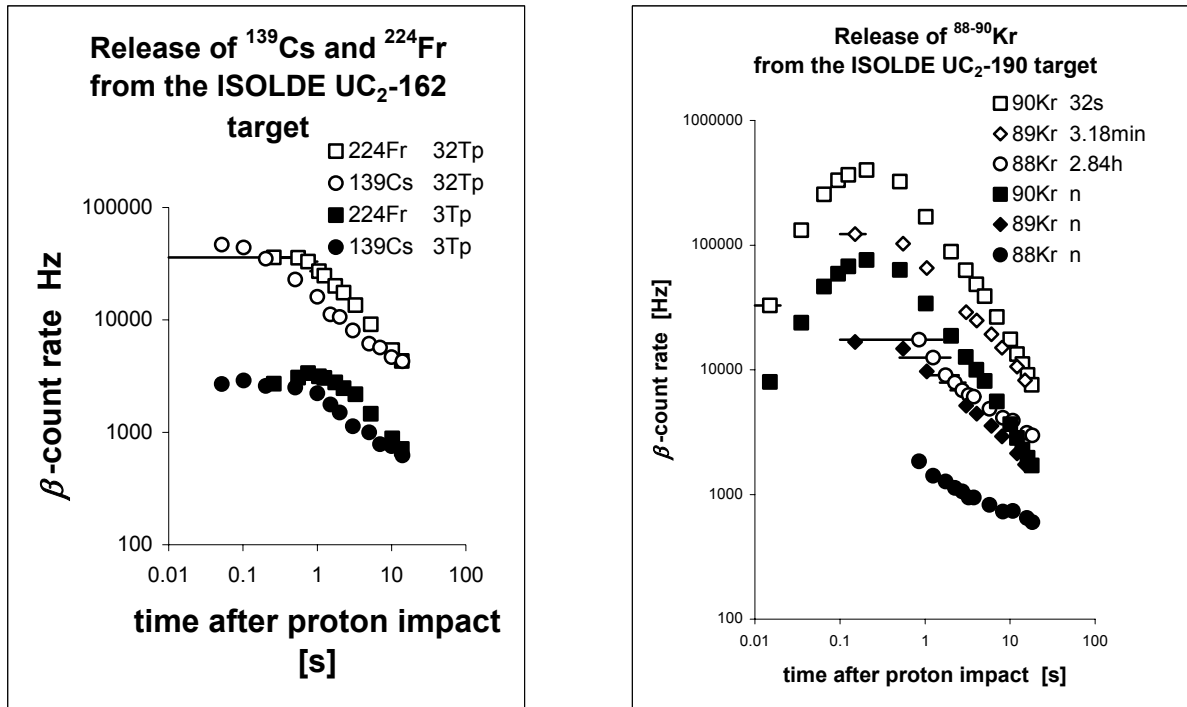 Release of ¹³⁹Cs and ²²⁴Fr
from the ISOLDE UC₂-162
target
224Fr 32Tp
139Cs 32Tp
224Fr 3Tp
139Cs 3Tp
100000
10000
1000
100
0.01 0.1 1 10 100
β-count rate Hz
time after proton impact
[s]
Release of ⁸⁸⁻⁹⁰Kr
from the ISOLDE UC₂-190 target
90Kr 32s
89Kr 3.18min
88Kr 2.84h
90Kr n
89Kr n
88Kr n
1000000
100000
10000
1000
100
0.01 0.1 1 10 100
β-count rate [Hz]
time after proton impact [s]